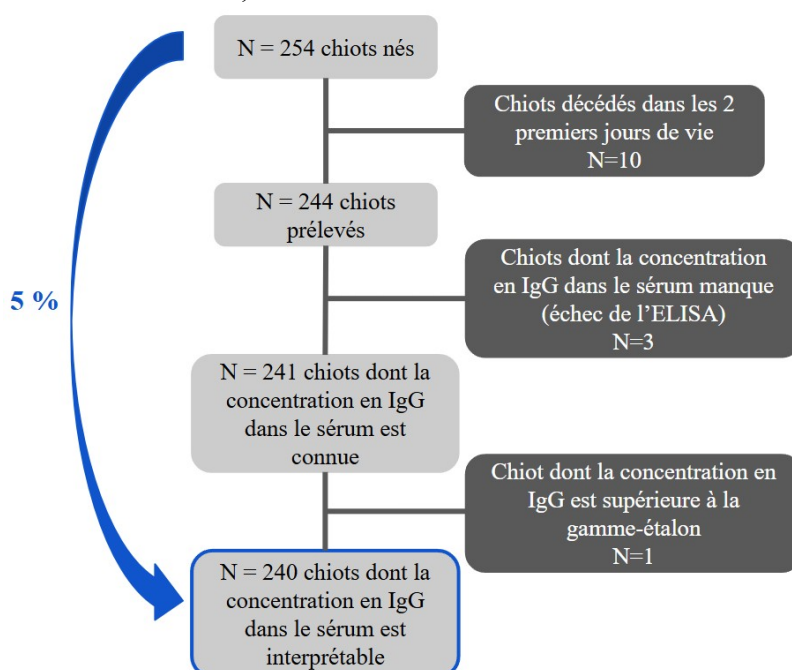 N = 254 chiots nés
Chiots décédés dans les 2
premiers jours de vie
N=10
N = 244 chiots
prélevés
Chiots dont la concentration
en IgG dans le sérum manque
(échec de l'ELISA)
N=3
5 %
N = 241 chiots dont la
concentration en IgG
dans le sérum est
connue
Chiot dont la concentration en
IgG est supérieure à la
gamme-étalon
N=1
N = 240 chiots dont la
concentration en IgG
dans le sérum est
interprétable